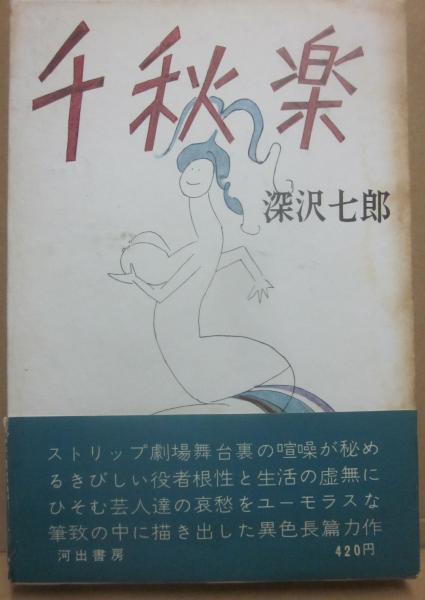 千秋楽
深沢七郎
ストリップ劇場舞台裏の喧噪が秘め
るきびしい役者根性と生活の虚無に
ひそむ芸人達の哀愁をユーモラスな
筆致の中に描き出した異色長篇力作
河出書房 420円